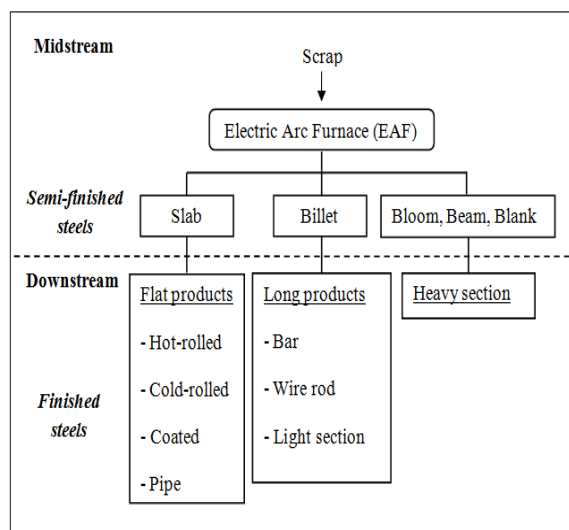 Midstream
Scrap
Electric Arc Furnace (EAF)
Semi-finished
steels
Slab
Billet
Bloom, Beam, Blank
Downstream
Flat products
- Hot-rolled
- Cold-rolled
- Coated
- Pipe
Long products
- Bar
- Wire rod
- Light section
Heavy section
Finished
steels